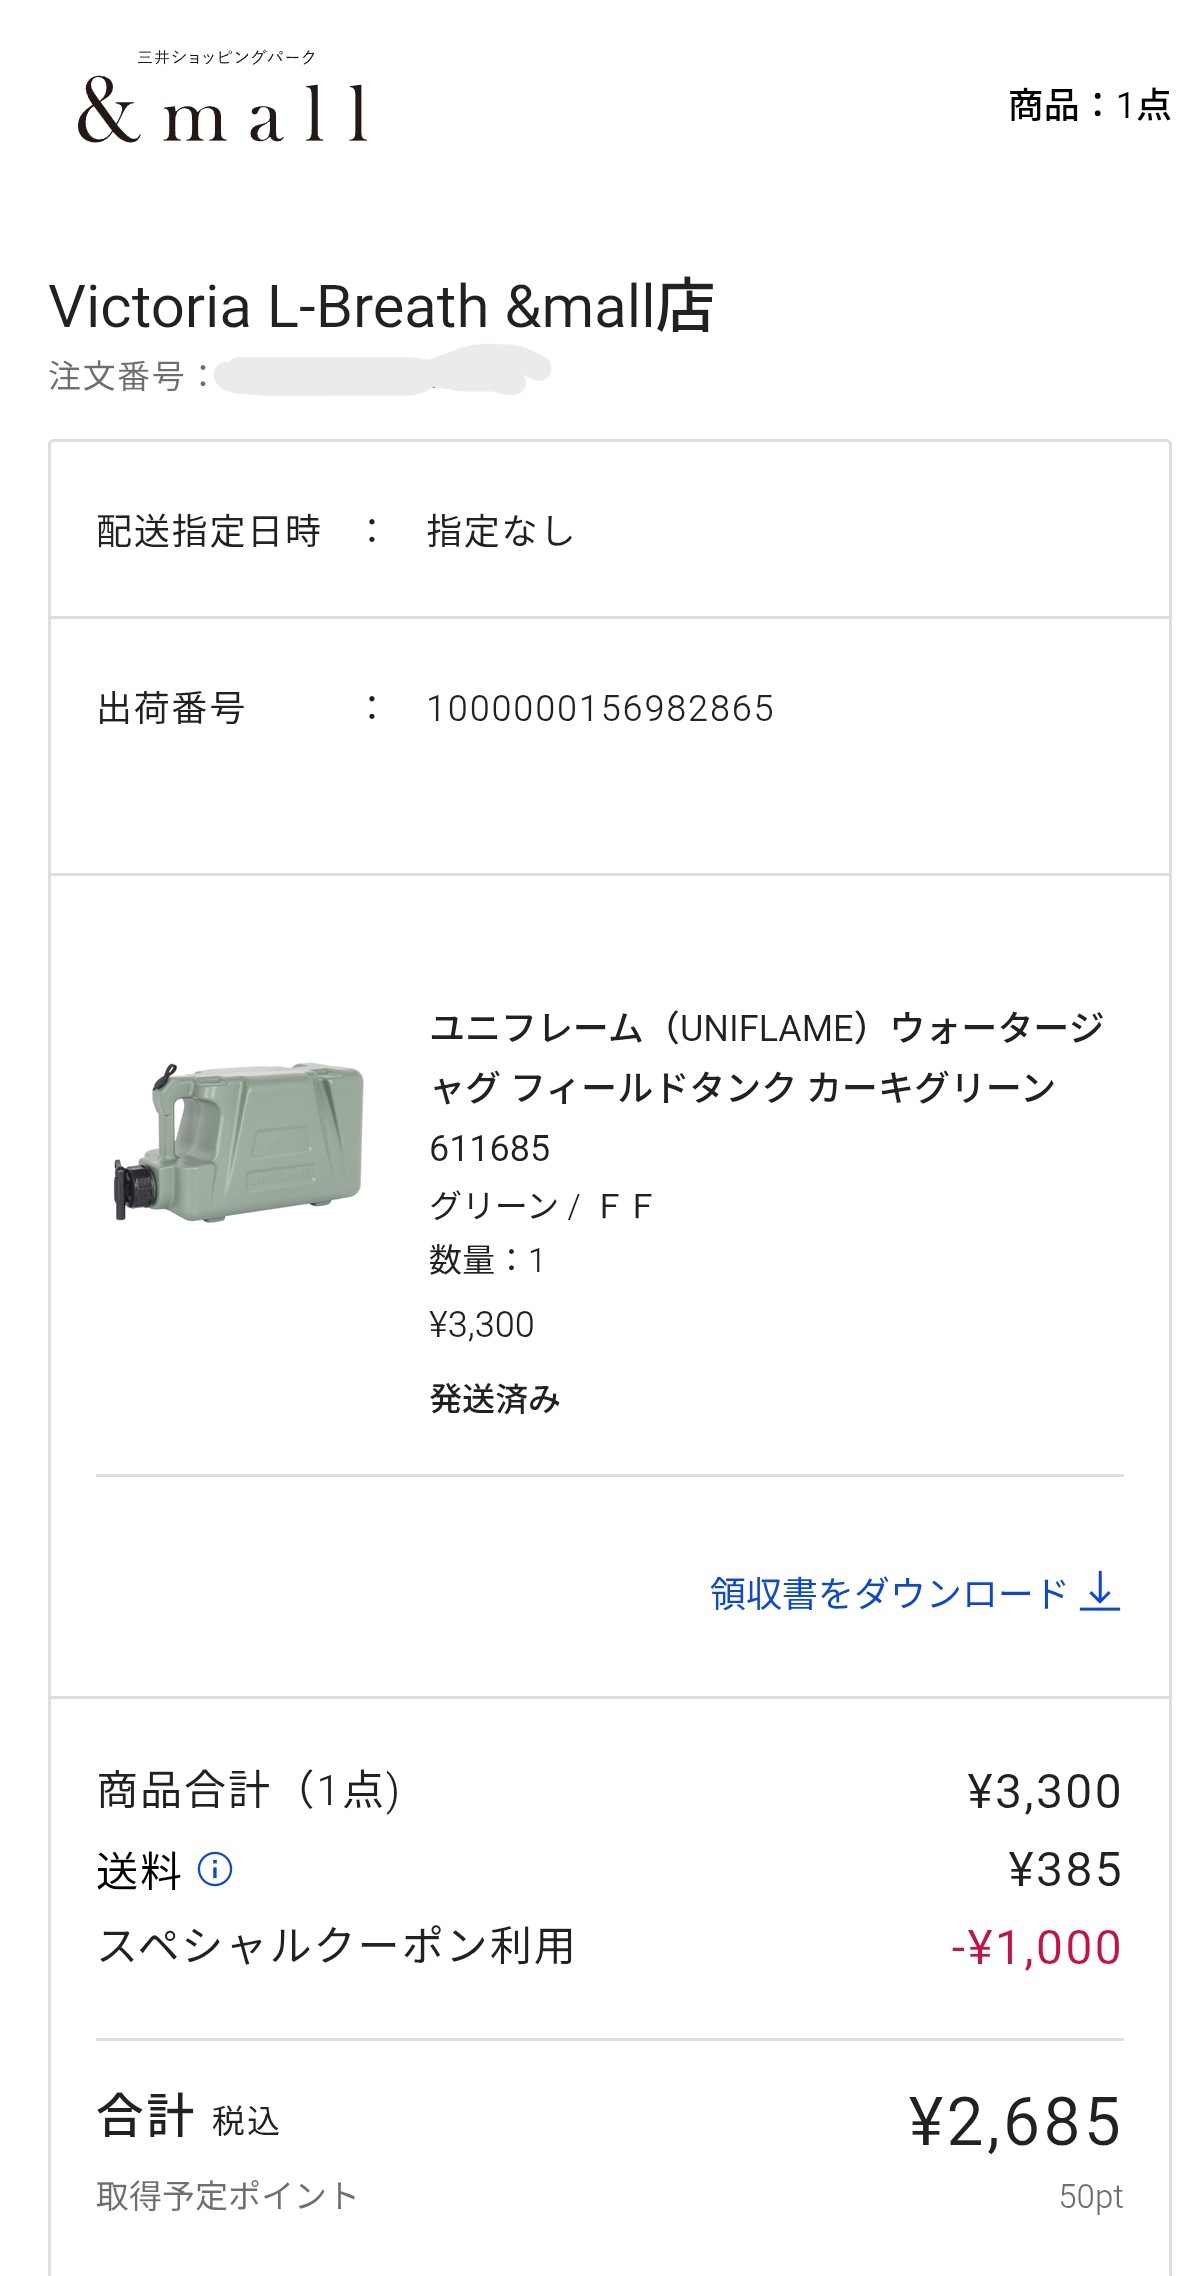 三井ショッピングパーク
&mall
商品：1点
Victoria L-Breath &mall店
注文番号：
配送指定日時 ： 指定なし
出荷番号 ： 1000000156982865
ユニフレーム（UNIFLAME）ウォータージ
ャグ フィールドタンク カーキグリーン
611685
グリーン / ＦＦ
数量：1
¥3,300
発送済み
領収書をダウンロード
商品合計（1点) ¥3,300
送料 ¥385
スペシャルクーポン利用 -¥1,000
合計 税込 ¥2,685
取得予定ポイント 50pt